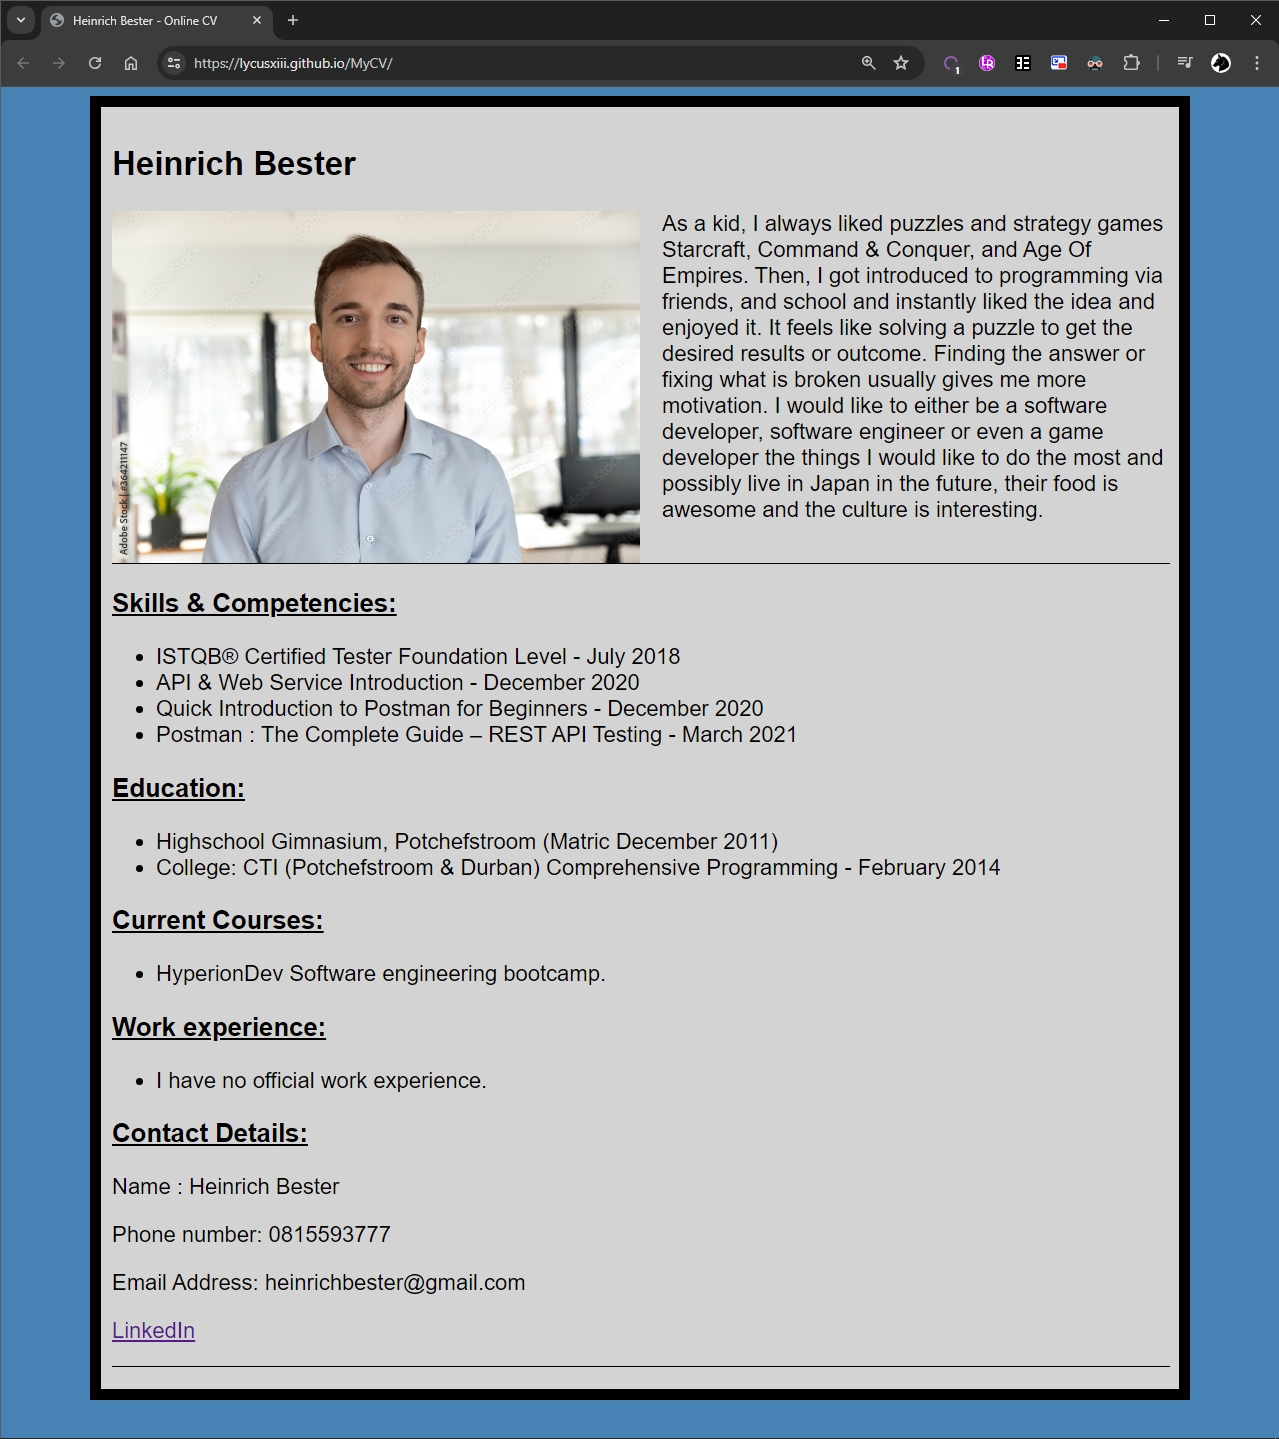 Heinrich Bester - Online CV
https://lycusxiii.github.io/MyCV/
1
Heinrich Bester
As a kid, I always liked puzzles and strategy games
Starcraft, Command & Conquer, and Age Of
Empires. Then, I got introduced to programming via
friends, and school and instantly liked the idea and
enjoyed it. It feels like solving a puzzle to get the
desired results or outcome. Finding the answer or
fixing what is broken usually gives me more
motivation. I would like to either be a software
developer, software engineer or even a game
developer the things I would like to do the most and
possibly live in Japan in the future, their food is
awesome and the culture is interesting.
Adobe Stock | #364211147
Skills & Competencies:
ISTQB® Certified Tester Foundation Level - July 2018
API & Web Service Introduction - December 2020
Quick Introduction to Postman for Beginners - December 2020
Postman : The Complete Guide – REST API Testing - March 2021
Education:
Highschool Gimnasium, Potchefstroom (Matric December 2011)
College: CTI (Potchefstroom & Durban) Comprehensive Programming - February 2014
Current Courses:
HyperionDev Software engineering bootcamp.
Work experience:
I have no official work experience.
Contact Details:
Name : Heinrich Bester
Phone number: 0815593777
Email Address: heinrichbester@gmail.com
LinkedIn